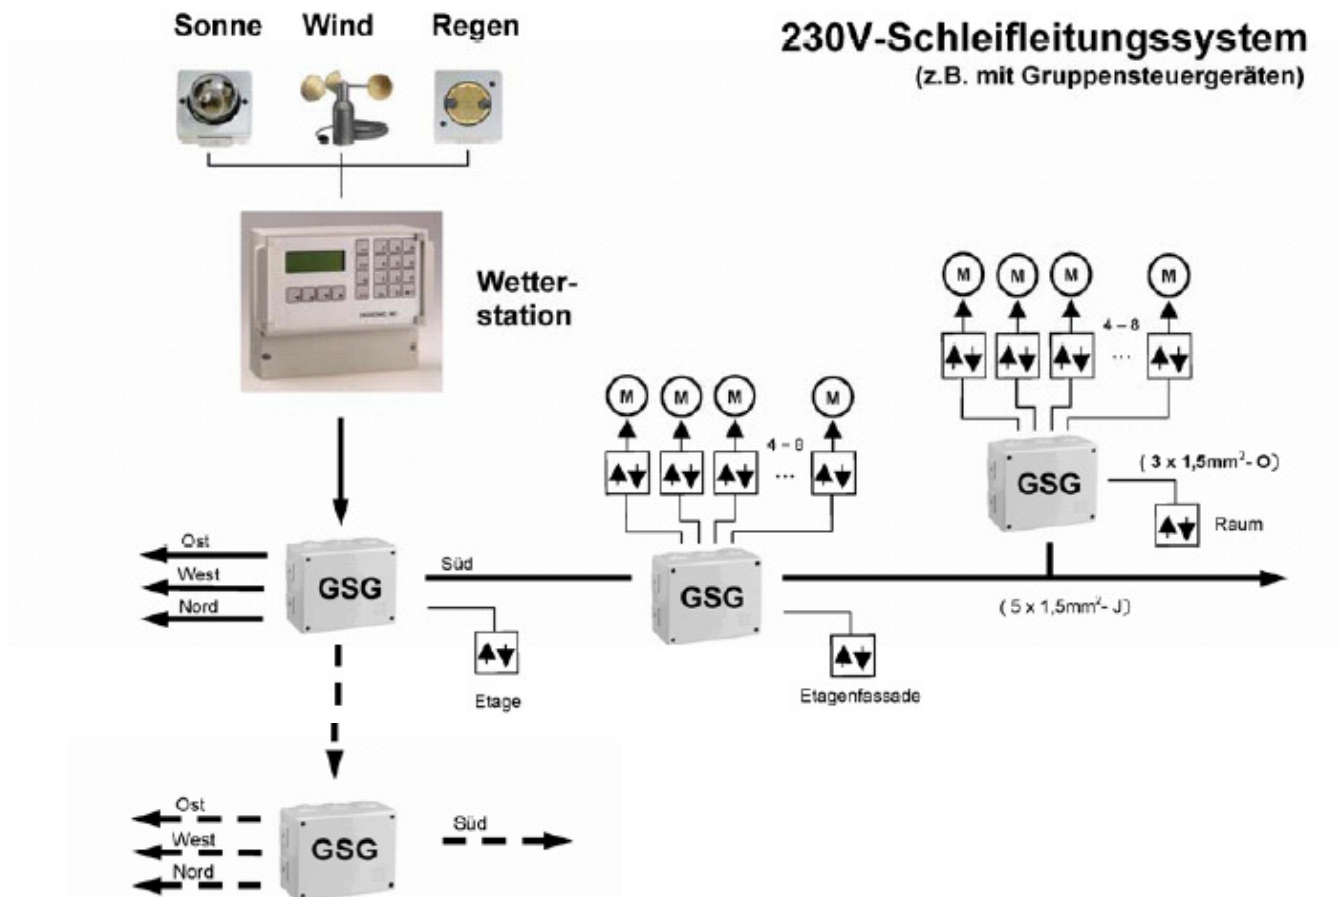 Sonne Wind Regen
230V-Schleifleitungssystem
(z.B. mit Gruppensteuergeräten)
Wetter-
station
M M M M
4 – 8
...
M M M M
4 – 8
...
GSG
( 3 x 1,5mm²- O)
Raum
Ost
West
Nord
GSG
Süd
GSG
( 5 x 1,5mm²- J)
Etage
Etagenfassade
Ost
West
Nord
GSG
Süd